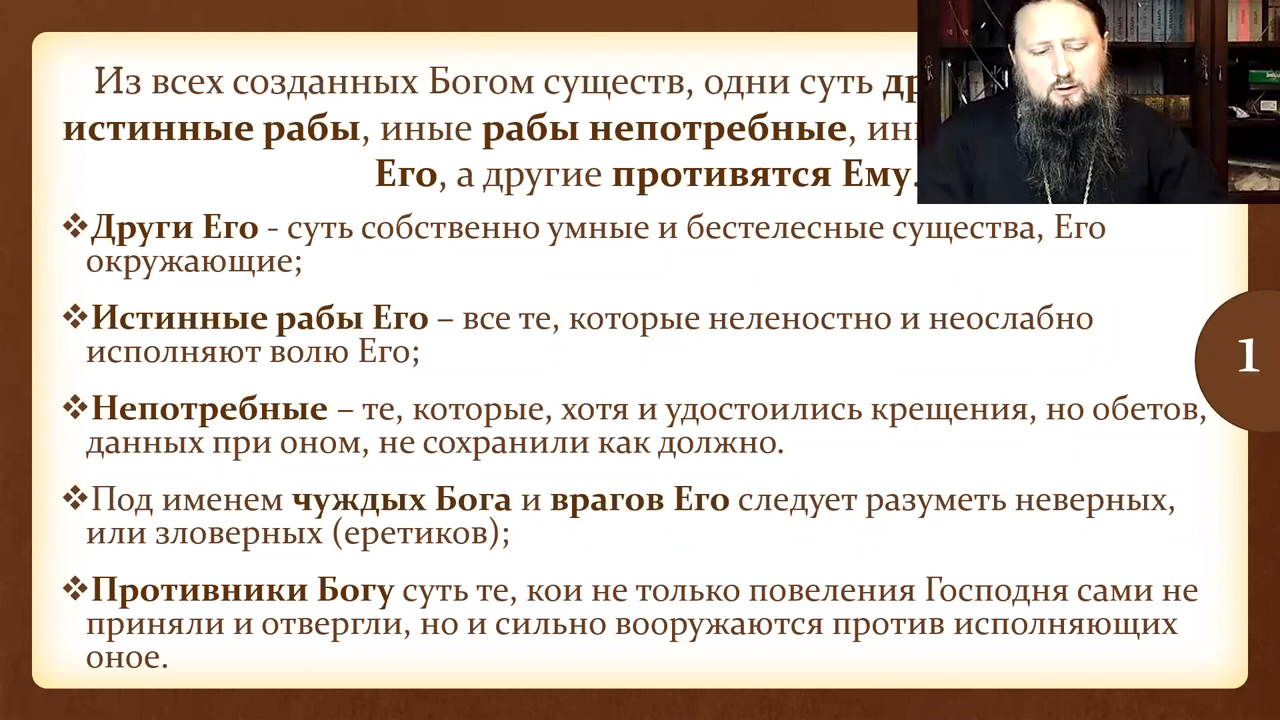 Из всех созданных Богом существ, одни суть
истинные рабы, иные рабы непотребные,
Его, а другие противятся Ему.
❖Други Его - суть собственно умные и бестелесные существа, Его
окружающие;
❖Истинные рабы Его – все те, которые неленостно и неослабно
исполняют волю Его;
❖Непотребные – те, которые, хотя и удостоились крещения, но обетов,
данных при оном, не сохранили как должно.
❖Под именем чуждых Бога и врагов Его следует разуметь неверных,
или зловерных (еретиков);
❖Противники Богу суть те, кои не только повеления Господня сами не
приняли и отвергли, но и сильно вооружаются против исполняющих
оное.
1